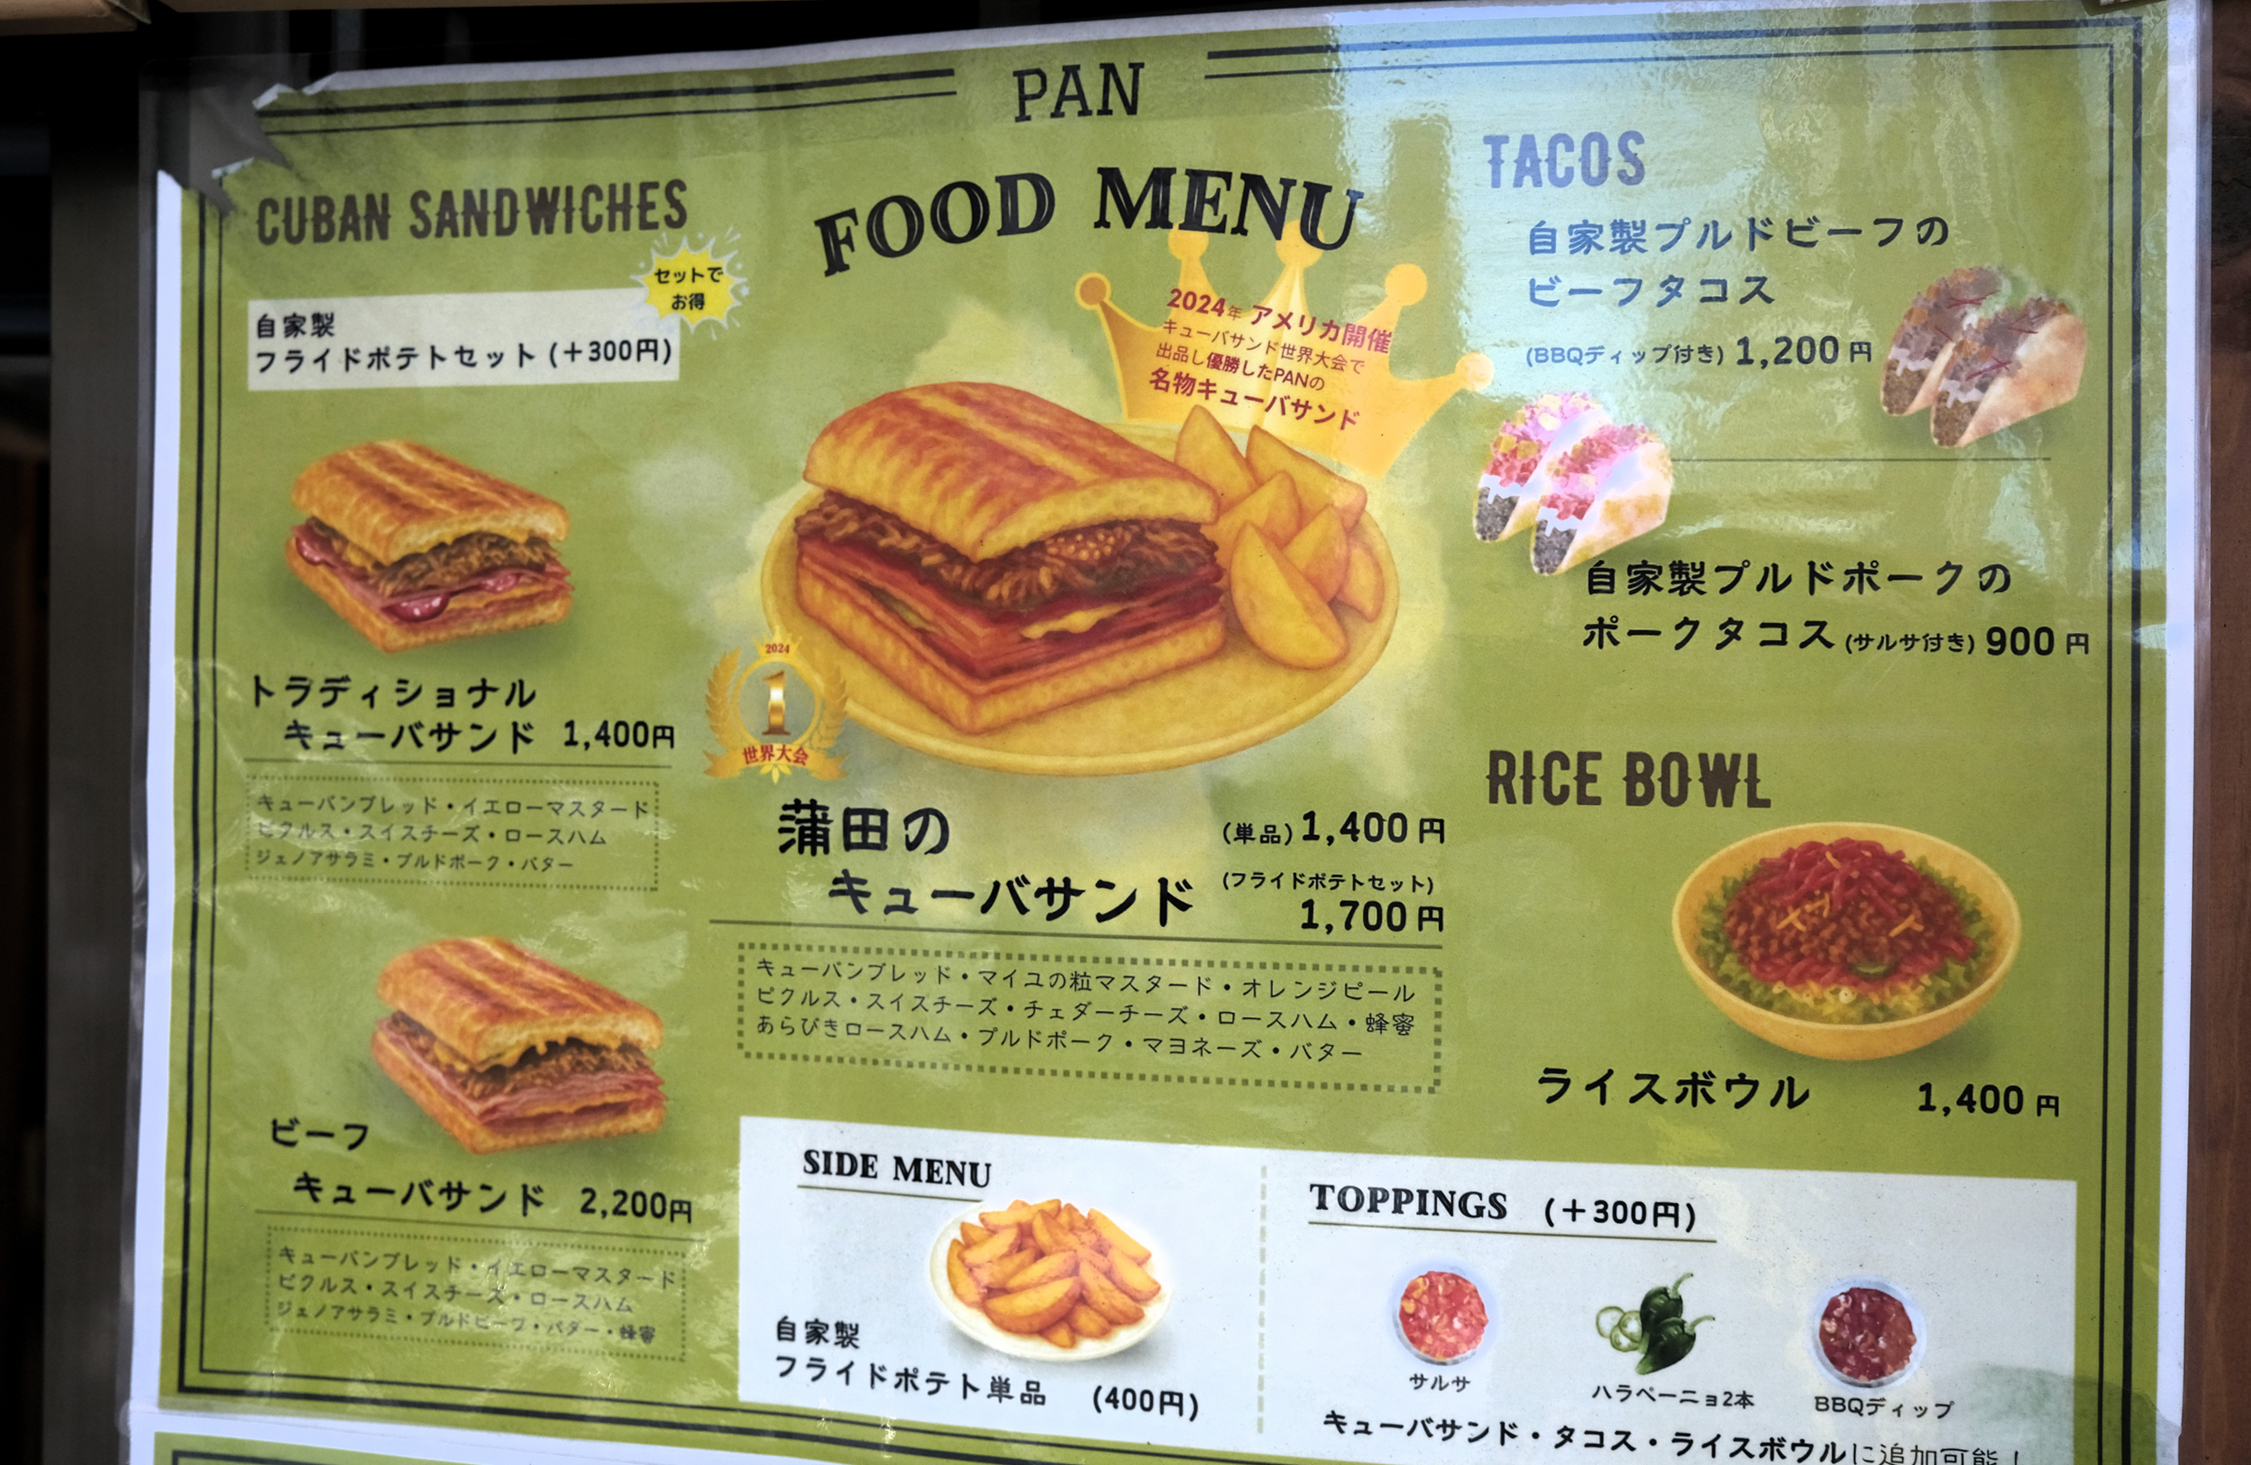 PAN
FOOD MENU
CUBAN SANDWICHES
セットで
お得
自家製
フライドポテトセット (+300円)
トラディショナル
キューバサンド 1,400円
キューバンブレッド・イエローマスタード
ピクルス・スイスチーズ・ロースハム
ジェノアサラミ・プルドポーク・バター
ビーフ
キューバサンド 2,200円
キューバンブレッド・イエローマスタード
ピクルス・スイスチーズ・ロースハム
ジェノアサラミ・プルドビーフ・バター・蜂蜜
2024年 アメリカ開催
キューバサンド世界大会で
出品し優勝したPANの
名物キューバサンド
2024
1
世界大会
蒲田の
キューバサンド
(単品) 1,400円
(フライドポテトセット)
1,700円
キューバンブレッド・マイユの粒マスタード・オレンジピール
ピクルス・スイスチーズ・チェダーチーズ・ロースハム・蜂蜜
あらびきロースハム・プルドポーク・マヨネーズ・バター
TACOS
自家製プルドビーフの
ビーフタコス
(BBQディップ付き) 1,200円
自家製プルドポークの
ポークタコス (サルサ付き) 900円
RICE BOWL
ライスボウル 1,400円
SIDE MENU
自家製
フライドポテト単品 (400円)
TOPPINGS (+300円)
サルサ
ハラペーニョ2本
BBQディップ
キューバサンド・タコス・ライスボウルに追加可能！